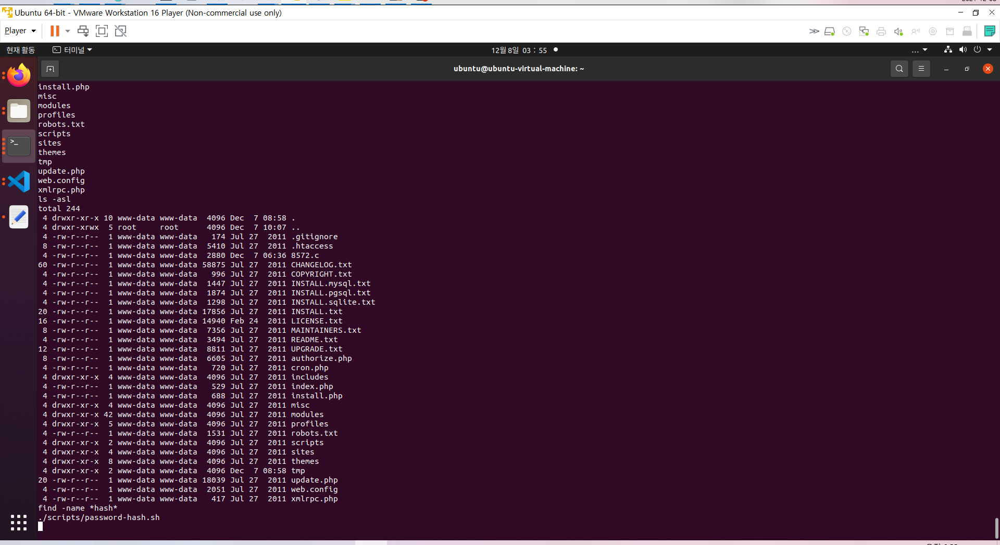 Ubuntu 64-bit - VMware Workstation 16 Player (Non-commercial use only)
Player
현재 활동
터미널
12월 8일 03 : 55
ubuntu@ubuntu-virtual-machine: ~
install.php
misc
modules
profiles
robots.txt
scripts
sites
themes
tmp
update.php
web.config
xmlrpc.php
ls -asl
total 244
4 drwxr-xr-x 10 www-data www-data 4096 Dec 7 08:58 .
4 drwxr-xrwx 5 root root 4096 Dec 7 10:07 ..
4 -rw-r--r-- 1 www-data www-data 174 Jul 27 2011 .gitignore
8 -rw-r--r-- 1 www-data www-data 5410 Jul 27 2011 .htaccess
4 -rw-r--r-- 1 www-data www-data 2880 Dec 7 06:36 8572.c
60 -rw-r--r-- 1 www-data www-data 58875 Jul 27 2011 CHANGELOG.txt
4 -rw-r--r-- 1 www-data www-data 996 Jul 27 2011 COPYRIGHT.txt
4 -rw-r--r-- 1 www-data www-data 1447 Jul 27 2011 INSTALL.mysql.txt
4 -rw-r--r-- 1 www-data www-data 1874 Jul 27 2011 INSTALL.pgsql.txt
4 -rw-r--r-- 1 www-data www-data 1298 Jul 27 2011 INSTALL.sqlite.txt
20 -rw-r--r-- 1 www-data www-data 17856 Jul 27 2011 INSTALL.txt
16 -rw-r--r-- 1 www-data www-data 14940 Feb 24 2011 LICENSE.txt
8 -rw-r--r-- 1 www-data www-data 7356 Jul 27 2011 MAINTAINERS.txt
4 -rw-r--r-- 1 www-data www-data 3494 Jul 27 2011 README.txt
12 -rw-r--r-- 1 www-data www-data 8811 Jul 27 2011 UPGRADE.txt
8 -rw-r--r-- 1 www-data www-data 6605 Jul 27 2011 authorize.php
4 -rw-r--r-- 1 www-data www-data 720 Jul 27 2011 cron.php
4 drwxr-xr-x 4 www-data www-data 4096 Jul 27 2011 includes
4 -rw-r--r-- 1 www-data www-data 529 Jul 27 2011 index.php
4 -rw-r--r-- 1 www-data www-data 688 Jul 27 2011 install.php
4 drwxr-xr-x 4 www-data www-data 4096 Jul 27 2011 misc
4 drwxr-xr-x 42 www-data www-data 4096 Jul 27 2011 modules
4 drwxr-xr-x 5 www-data www-data 4096 Jul 27 2011 profiles
4 -rw-r--r-- 1 www-data www-data 1531 Jul 27 2011 robots.txt
4 drwxr-xr-x 2 www-data www-data 4096 Jul 27 2011 scripts
4 drwxr-xr-x 4 www-data www-data 4096 Jul 27 2011 sites
4 drwxr-xr-x 8 www-data www-data 4096 Jul 27 2011 themes
4 drwxr-xr-x 2 www-data www-data 4096 Dec 7 08:58 tmp
20 -rw-r--r-- 1 www-data www-data 18039 Jul 27 2011 update.php
4 -rw-r--r-- 1 www-data www-data 2051 Jul 27 2011 web.config
4 -rw-r--r-- 1 www-data www-data 417 Jul 27 2011 xmlrpc.php
find -name *hash*
./scripts/password-hash.sh